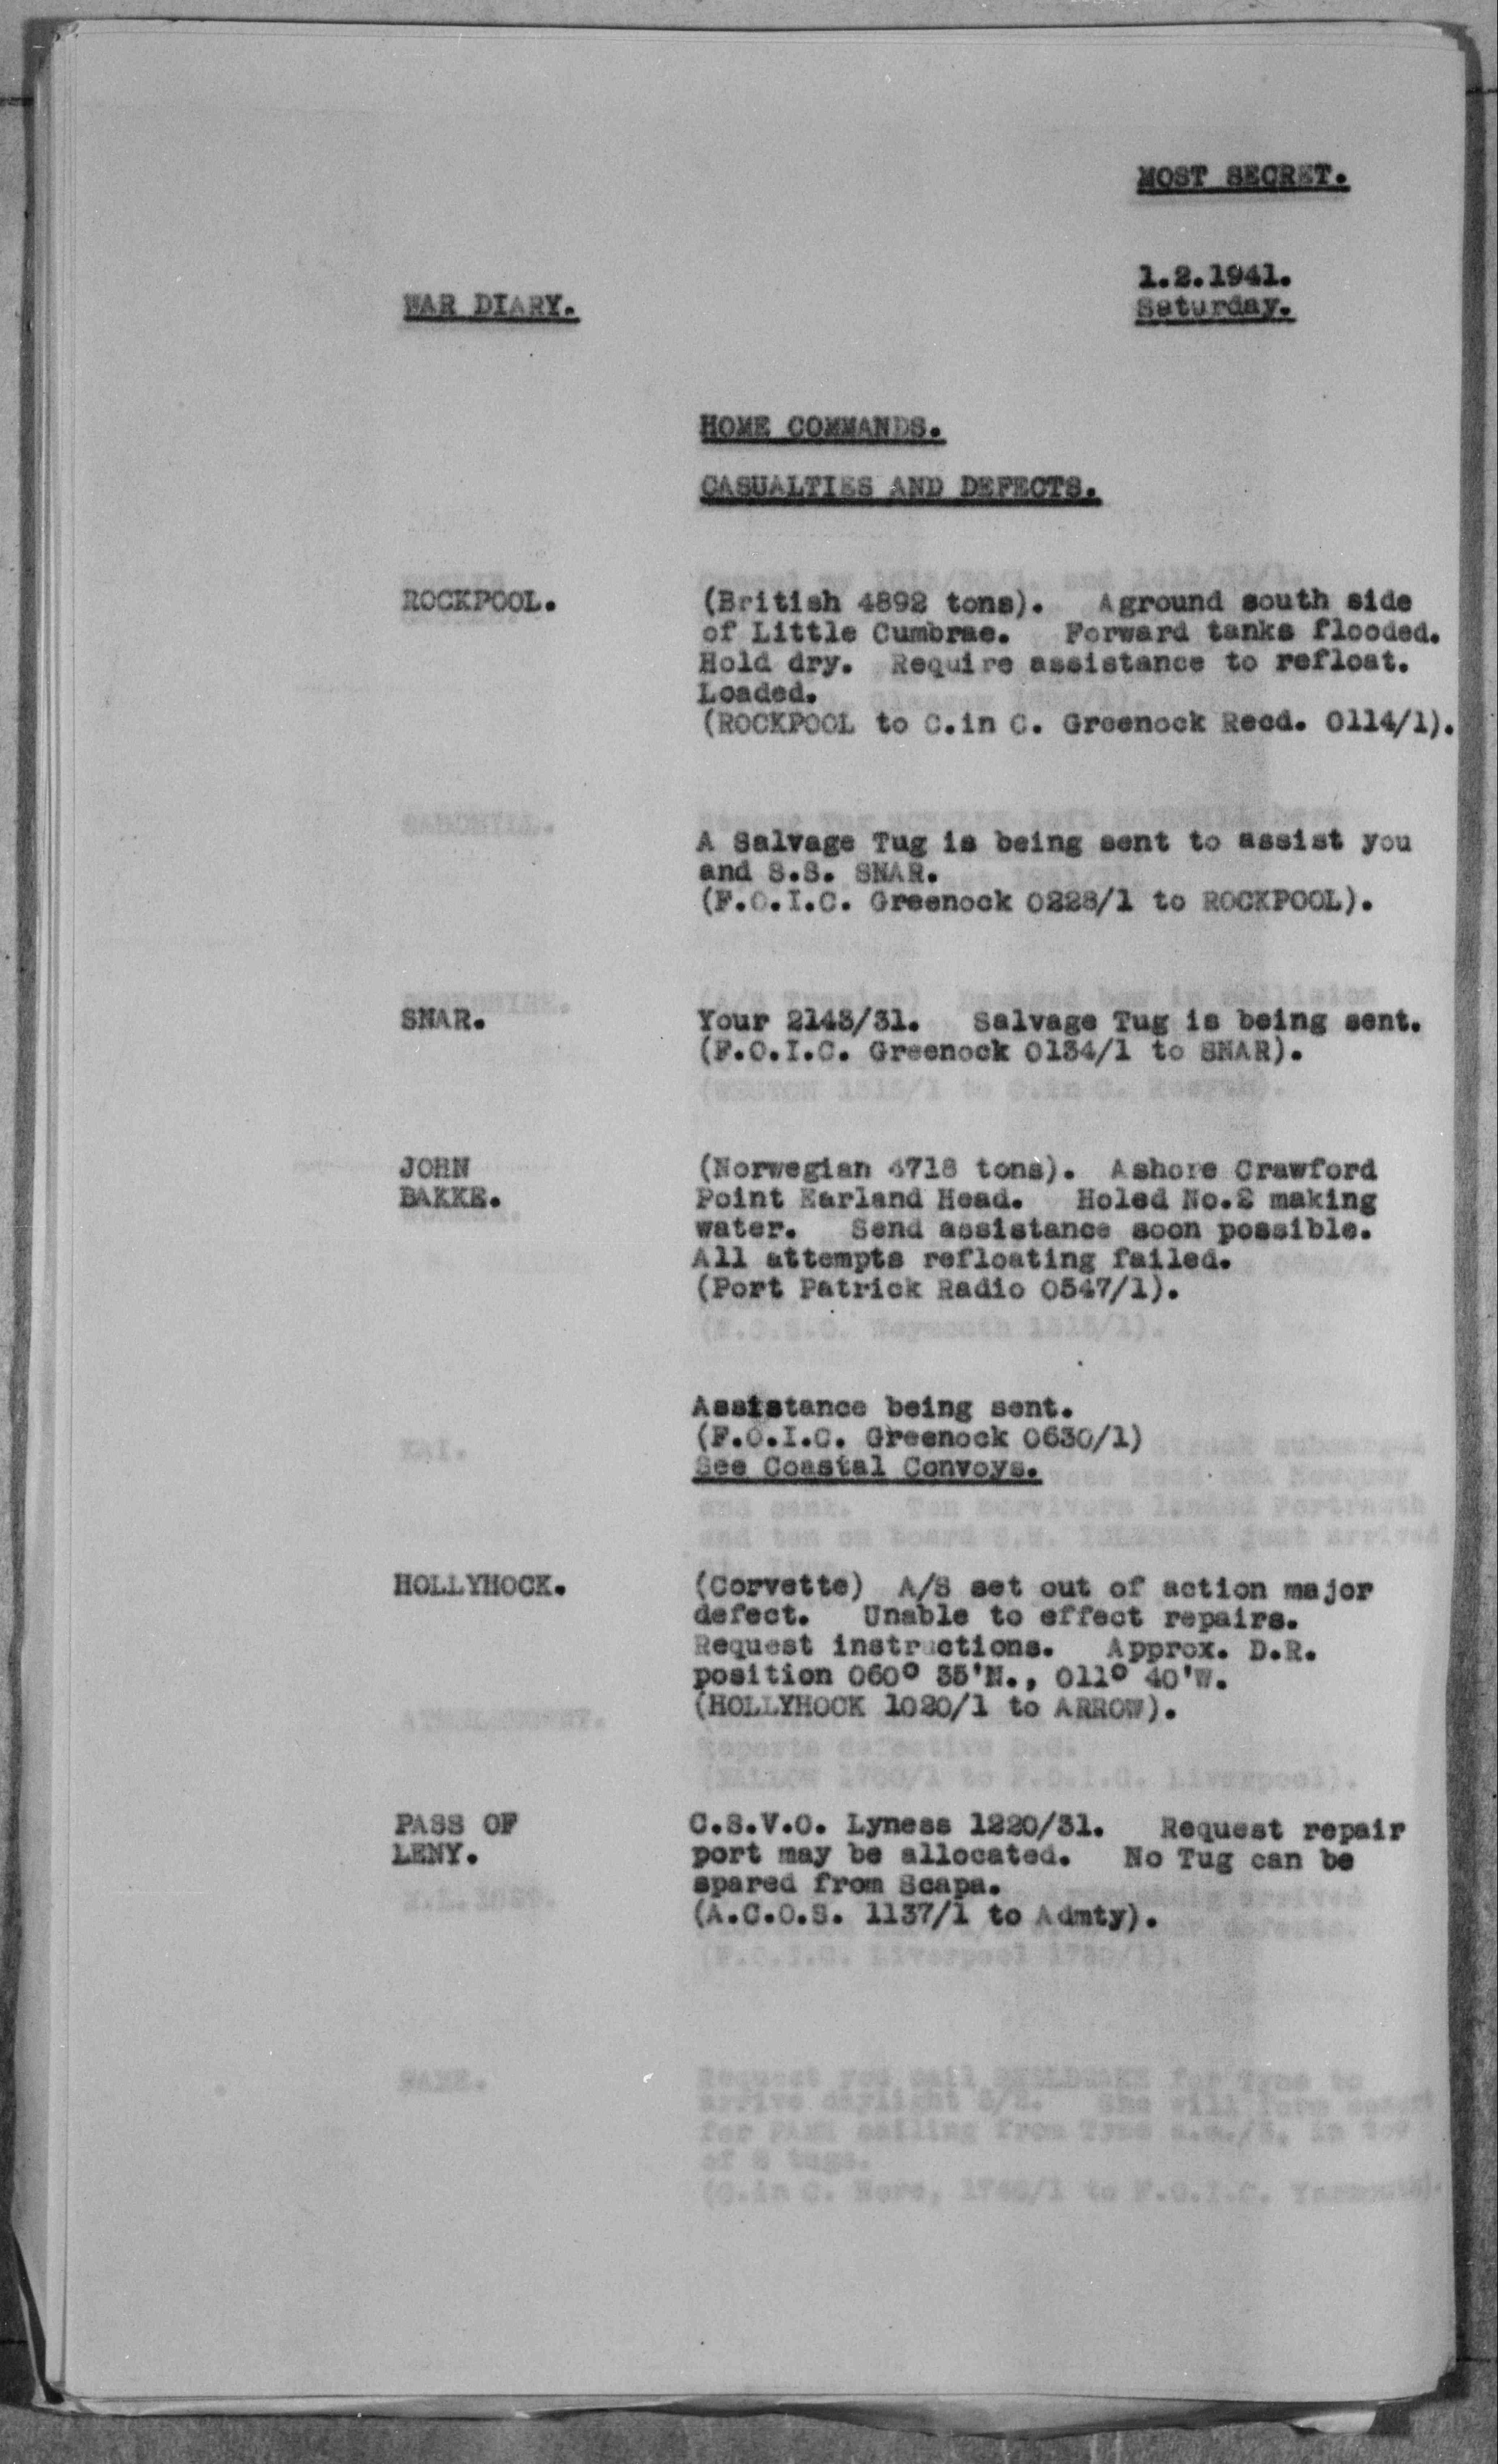 MOST SECRET.
1.2.1941.
WAR DIARY.
Saturday.
HOME COMMANDS.
CASUALTIES AND DEFECTS.
ROCKPOOL.
(British 4892 tons). Aground south side
of Little Cumbrae. Forward tanks flooded.
Hold dry. Require assistance to refloat.
Loaded.
(ROCKPOOL to C.in C. Greenock Recd. 0114/1).
A Salvage Tug is being sent to assist you
and S.S. SNAR.
(F.O.I.C. Greenock 0228/1 to ROCKPOOL).
SNAR.
Your 2143/31. Salvage Tug is being sent.
(F.O.I.C. Greenock 0134/1 to SNAR).
JOHN
BAKKE.
(Norwegian 4718 tons). Ashore Crawford
Point Earland Head. Holed No.2 making
water. Send assistance soon possible.
All attempts refloating failed.
(Port Patrick Radio 0547/1).
Assistance being sent.
(F.O.I.C. Greenock 0630/1)
See Coastal Convoys.
HOLLYHOCK.
(Corvette) A/S set out of action major
defect. Unable to effect repairs.
Request instructions. Approx. D.R.
position 060° 35'N., 011° 40'W.
(HOLLYHOCK 1020/1 to ARROW).
PASS OF
LENY.
C.S.V.O. Lyness 1220/31. Request repair
port may be allocated. No Tug can be
spared from Scapa.
(A.C.O.S. 1137/1 to Admty).